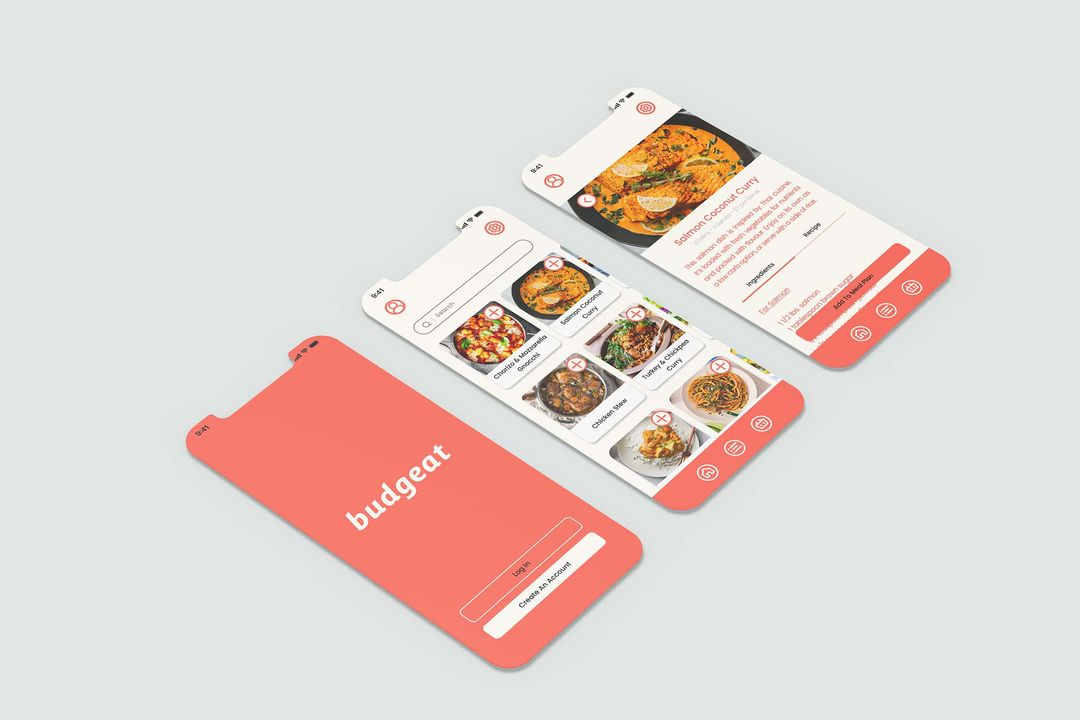 9:41
budgeat
Log In
Create An Account
9:41
Search
Chorizo & Mozzarella
Gnocchi
Salmon Coconut
Curry
Chicken Stew
Turkey & Chickpea
Curry
9:41
Salmon Coconut Curry
This salmon dish is inspired by Thai cuisine.
It's loaded with fresh vegetables for nutrients
and packed with flavour. Enjoy on its own as
a low carb option, or serve with a side of rice.
Ingredients
Recipe
For Salmon
1 1/2 lbs. salmon
1 tablespoon brown sugar
Add To Meal Plan